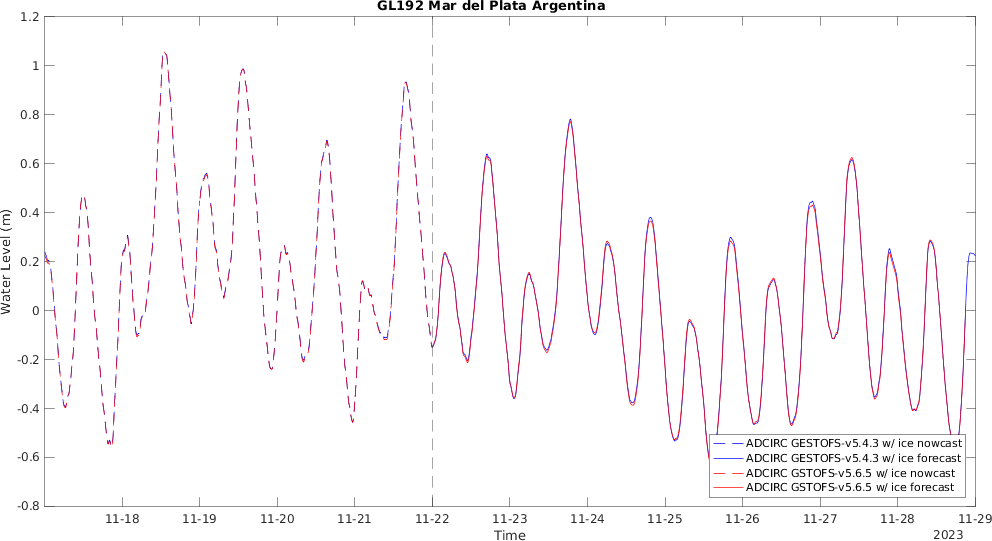 GL192 Mar del Plata Argentina
1.2
1
0.8
0.6
0.4
0.2
0
-0.2
-0.4
-0.6
-0.8
Water Level (m)
ADCIRC GESTOFS-v5.4.3 w/ ice nowcast
ADCIRC GESTOFS-v5.4.3 w/ ice forecast
ADCIRC GSTOFS-v5.6.5 w/ ice nowcast
ADCIRC GSTOFS-v5.6.5 w/ ice forecast
11-18 11-19 11-20 11-21 11-22 11-23 11-24 11-25 11-26 11-27 11-28 11-29
Time
2023